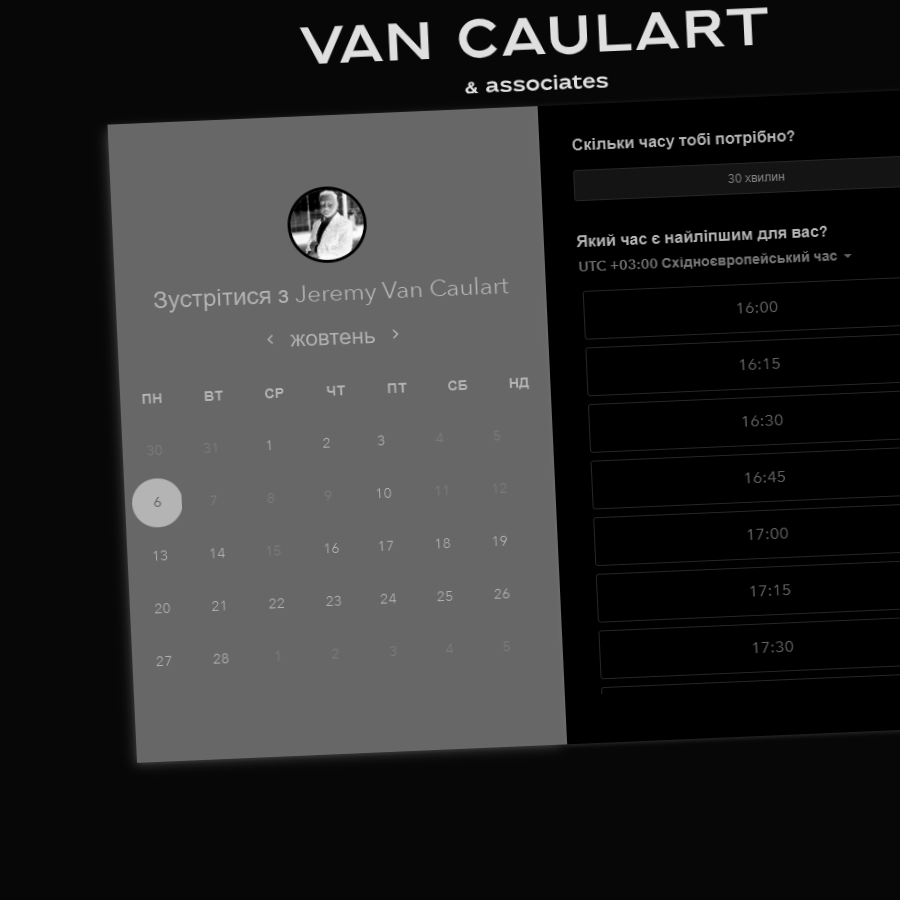 VAN CAULART
& associates
Зустрітися з Jeremy Van Caulart
жовтень
ПН ВТ СР ЧТ ПТ СБ НД
30 31 1 2 3 4 5
6 7 8 9 10 11 12
13 14 15 16 17 18 19
20 21 22 23 24 25 26
27 28 1 2 3 4 5
Скільки часу тобі потрібно?
30 хвилин
Який час є найліпшим для вас?
UTC +03:00 Східноєвропейський час
16:00
16:15
16:30
16:45
17:00
17:15
17:30